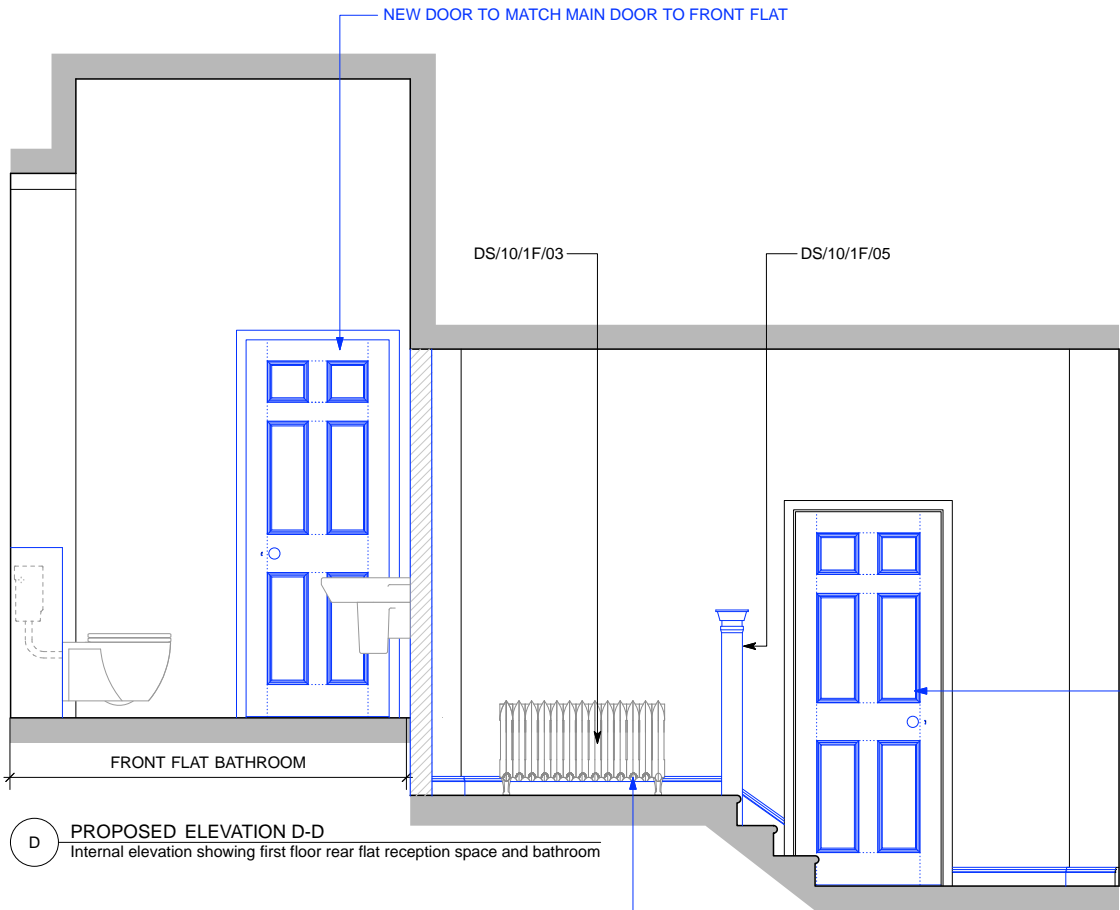 NEW DOOR TO MATCH MAIN DOOR TO FRONT FLAT
DS/10/1F/03
DS/10/1F/05
FRONT FLAT BATHROOM
D
PROPOSED ELEVATION D-D
Internal elevation showing first floor rear flat reception space and bathroom